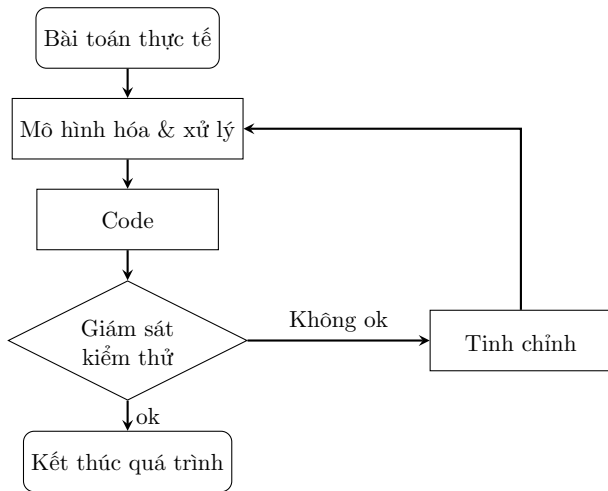 Bài toán thực tế
Mô hình hóa & xử lý
Code
Giám sát
kiểm thử
Không ok
Tinh chỉnh
ok
Kết thúc quá trình